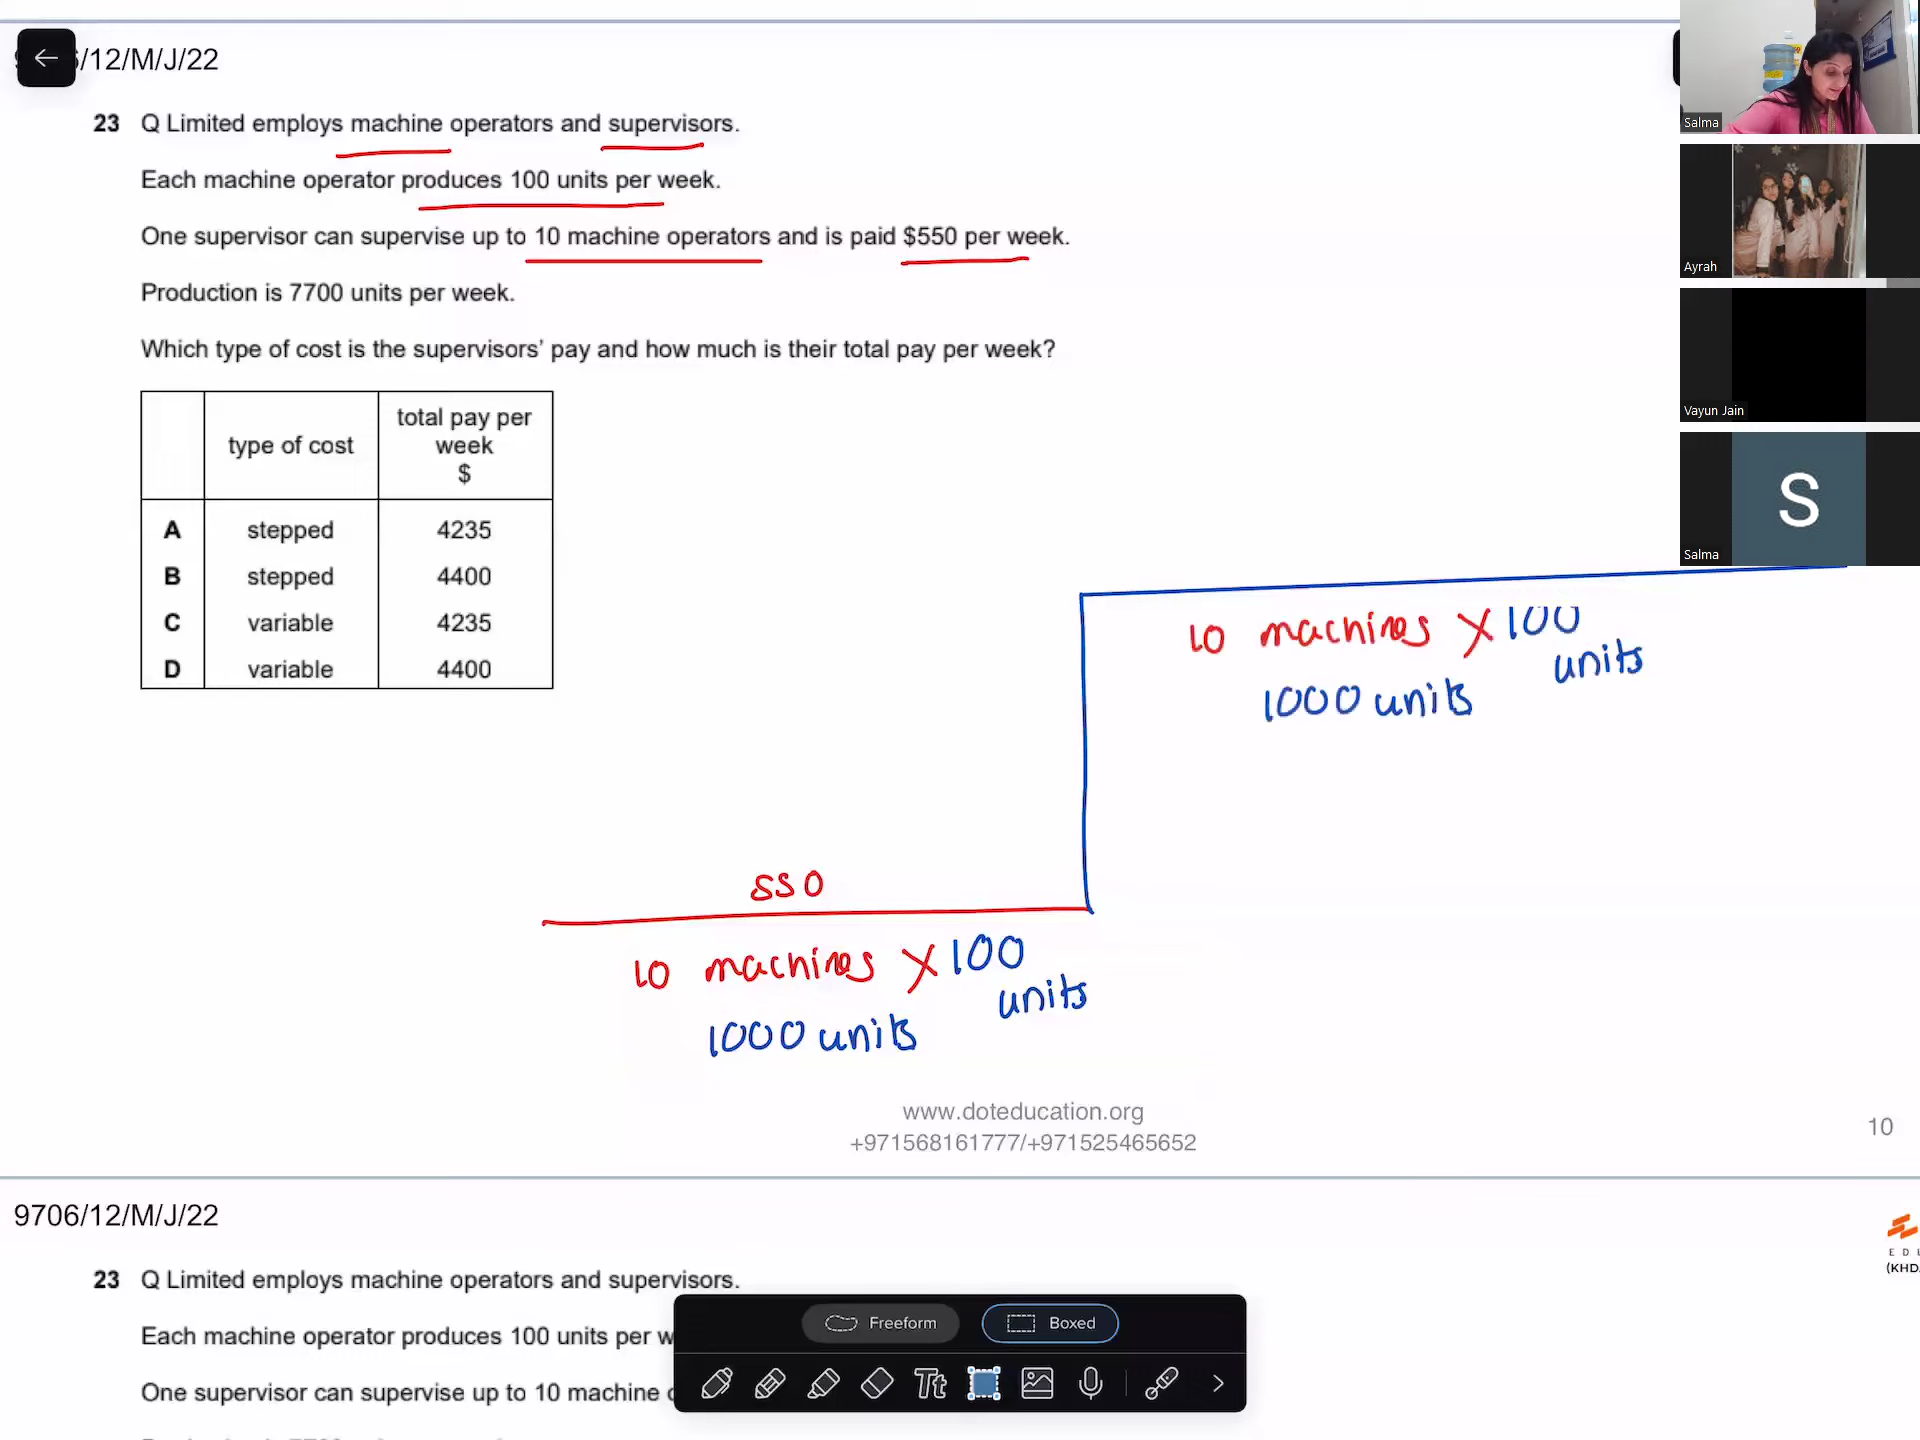 /12/M/J/22
23 Q Limited employs machine operators and supervisors.
Each machine operator produces 100 units per week.
One supervisor can supervise up to 10 machine operators and is paid $550 per week.
Production is 7700 units per week.
Which type of cost is the supervisors' pay and how much is their total pay per week?
type of cost total pay per week $
A stepped 4235
B stepped 4400
C variable 4235
D variable 4400
10 machines X 100
units
1000 units
550
10 machines X 100
units
1000 units
www.doteducation.org
+971568161777/+971525465652
10
9706/12/M/J/22
23 Q Limited employs machine operators and supervisors.
Each machine operator produces 100 units per w
One supervisor can supervise up to 10 machine
Freeform Boxed
Tt
EDU
(KHD
Salma
Ayrah
Vayun Jain
S
Salma